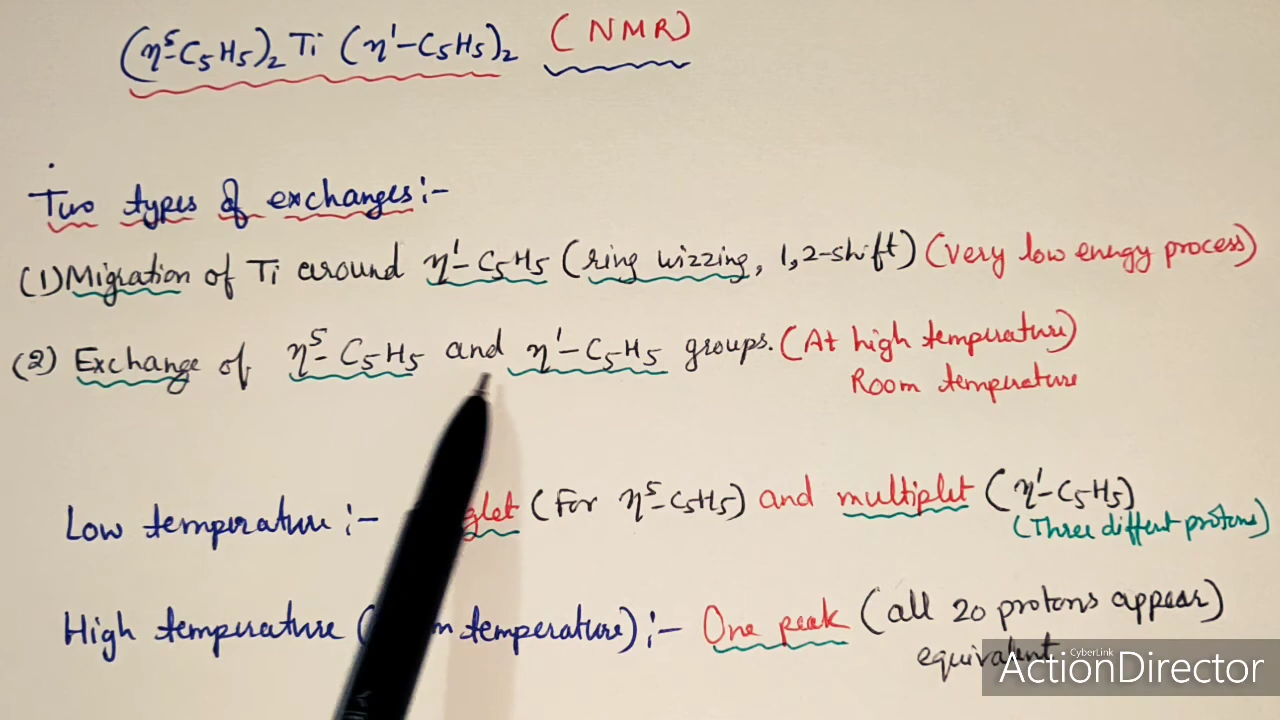 (η⁵-C₅H₅)₂ Ti (η¹-C₅H₅)₂ (NMR)
Two types of exchanges:-
(1) Migration of Ti around η¹-C₅H₅ (ring wizzing, 1,2-shift) (Very low energy process)
(2) Exchange of η⁵-C₅H₅ and η¹-C₅H₅ groups. (At high temperature)
Room temperature
Low temperature:- glet (For η⁵-C₅H₅) and multiplet (η¹-C₅H₅)
(Three diffent protons)
High temperature ( m temperature):- One peak (all 20 protons appear)
equivalent
CyberLink
ActionDirector